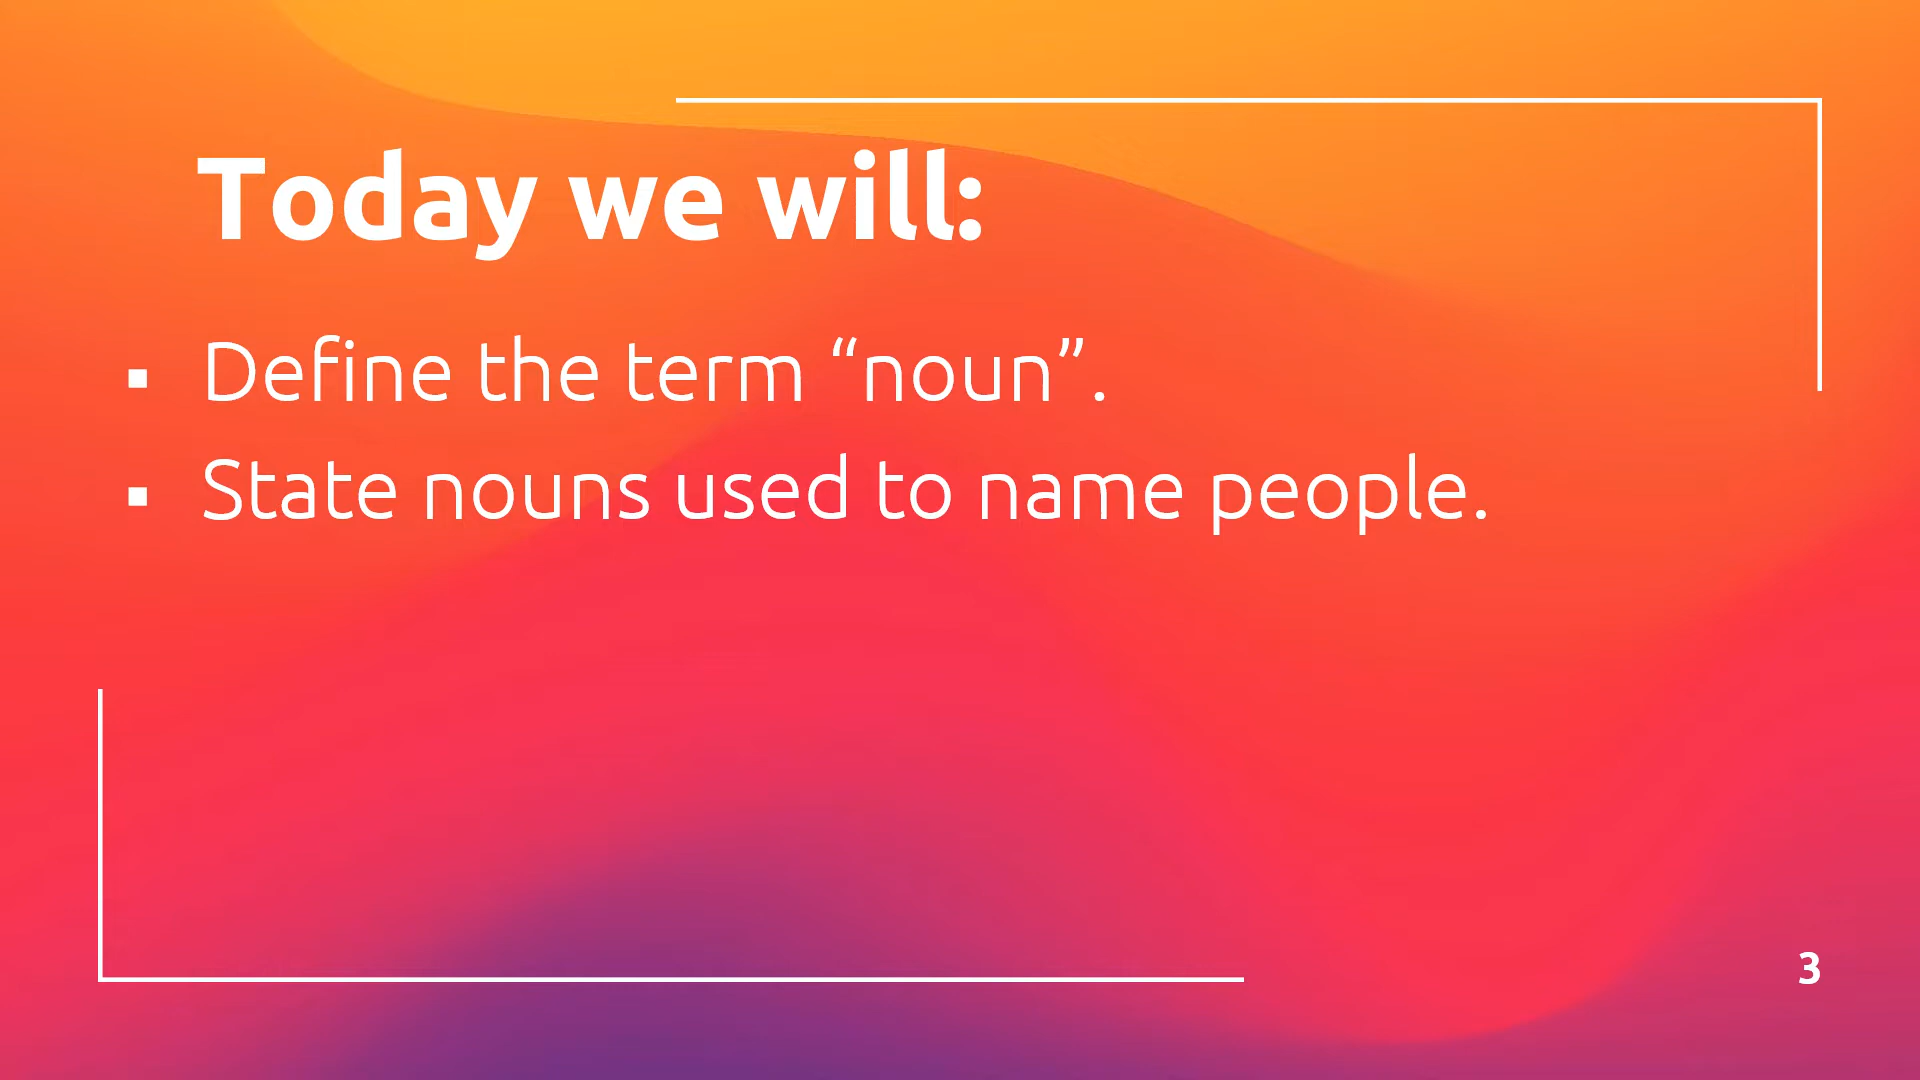 Today we will:
▪ Define the term “noun”.
▪ State nouns used to name people.
3